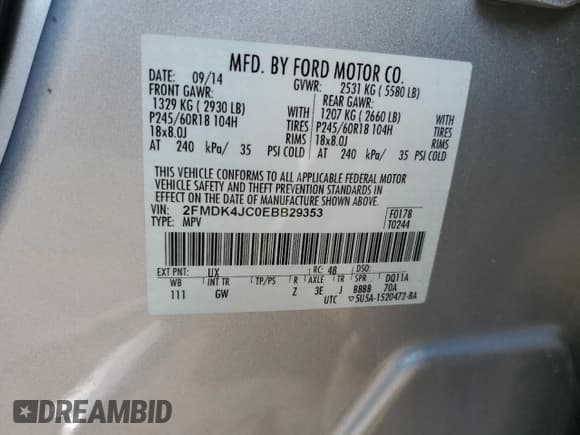 MFD. BY FORD MOTOR CO.
DATE: 09/14 GVWR: 2531 KG ( 5580 LB)
FRONT GAWR: REAR GAWR:
1329 KG ( 2930 LB) WITH 1207 KG ( 2660 LB) WITH
P245/60R18 104H TIRES P245/60R18 104H TIRES
18x8.0J RIMS 18x8.0J RIMS
AT 240 kPa/ 35 PSI COLD AT 240 kPa/ 35 PSI COLD
THIS VEHICLE CONFORMS TO ALL APPLICABLE FEDERAL MOTOR
VEHICLE SAFETY AND THEFT PREVENTION STANDARDS IN
EFFECT ON THE DATE OF MANUFACTURE SHOWN ABOVE.
VIN: 2FMDK4JC0EBB29353 F0178
TYPE: MPV T0244
EXT PNT: UX RC: 48 DSO:
WB INT TR TP/PS R AXLE TR SPR DQ11A
111 GW Z 3E J BBBB 70A
UTC ▽5U5A-1520472-BA
DREAMBID